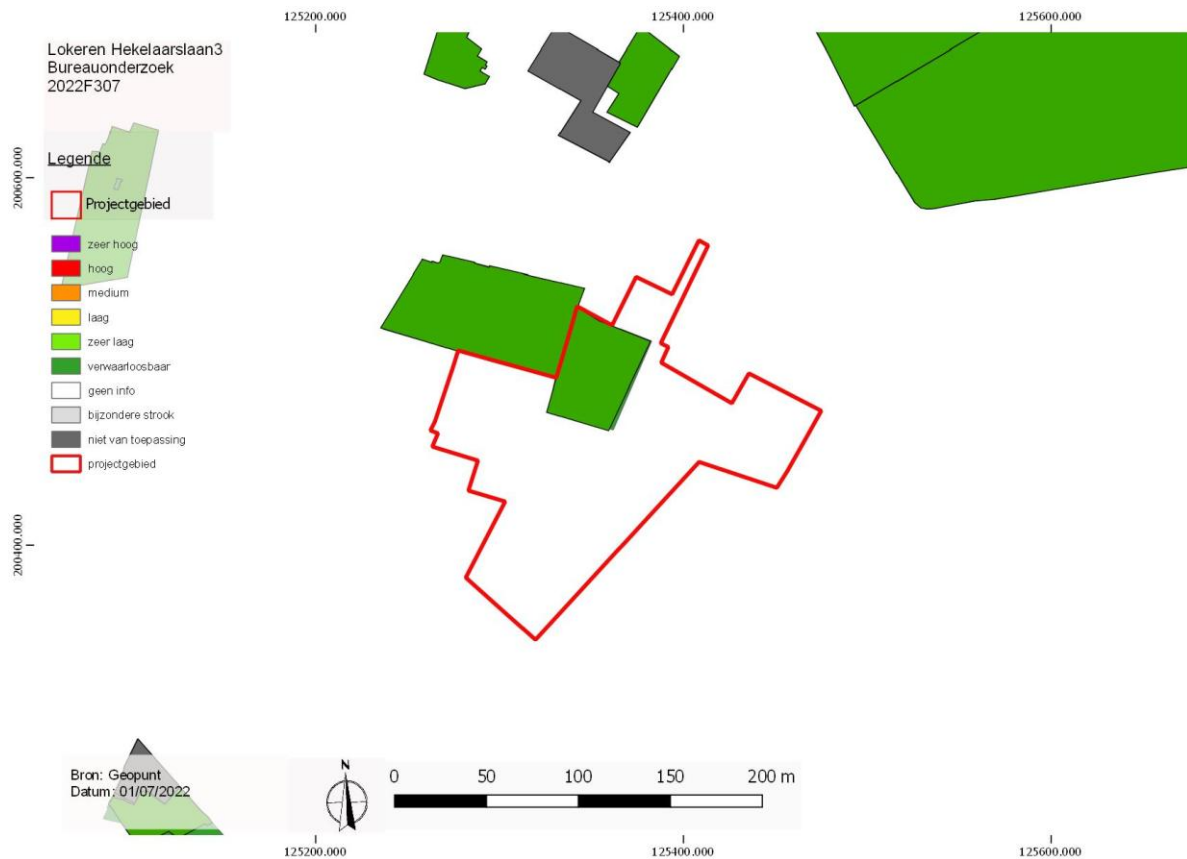 125200.000
125400.000
125600.000
Lokeren Hekelaarslaan3
Bureauonderzoek
2022F307
Legende
Projectgebied
zeer hoog
hoog
medium
laag
zeer laag
verwaarloosbaar
geen info
bijzondere strook
niet van toepassing
projectgebied
200600.000
200400.000
Bron: Geopunt
Datum: 01/07/2022
N
0 50 100 150 200 m
125200.000
125400.000
125600.000